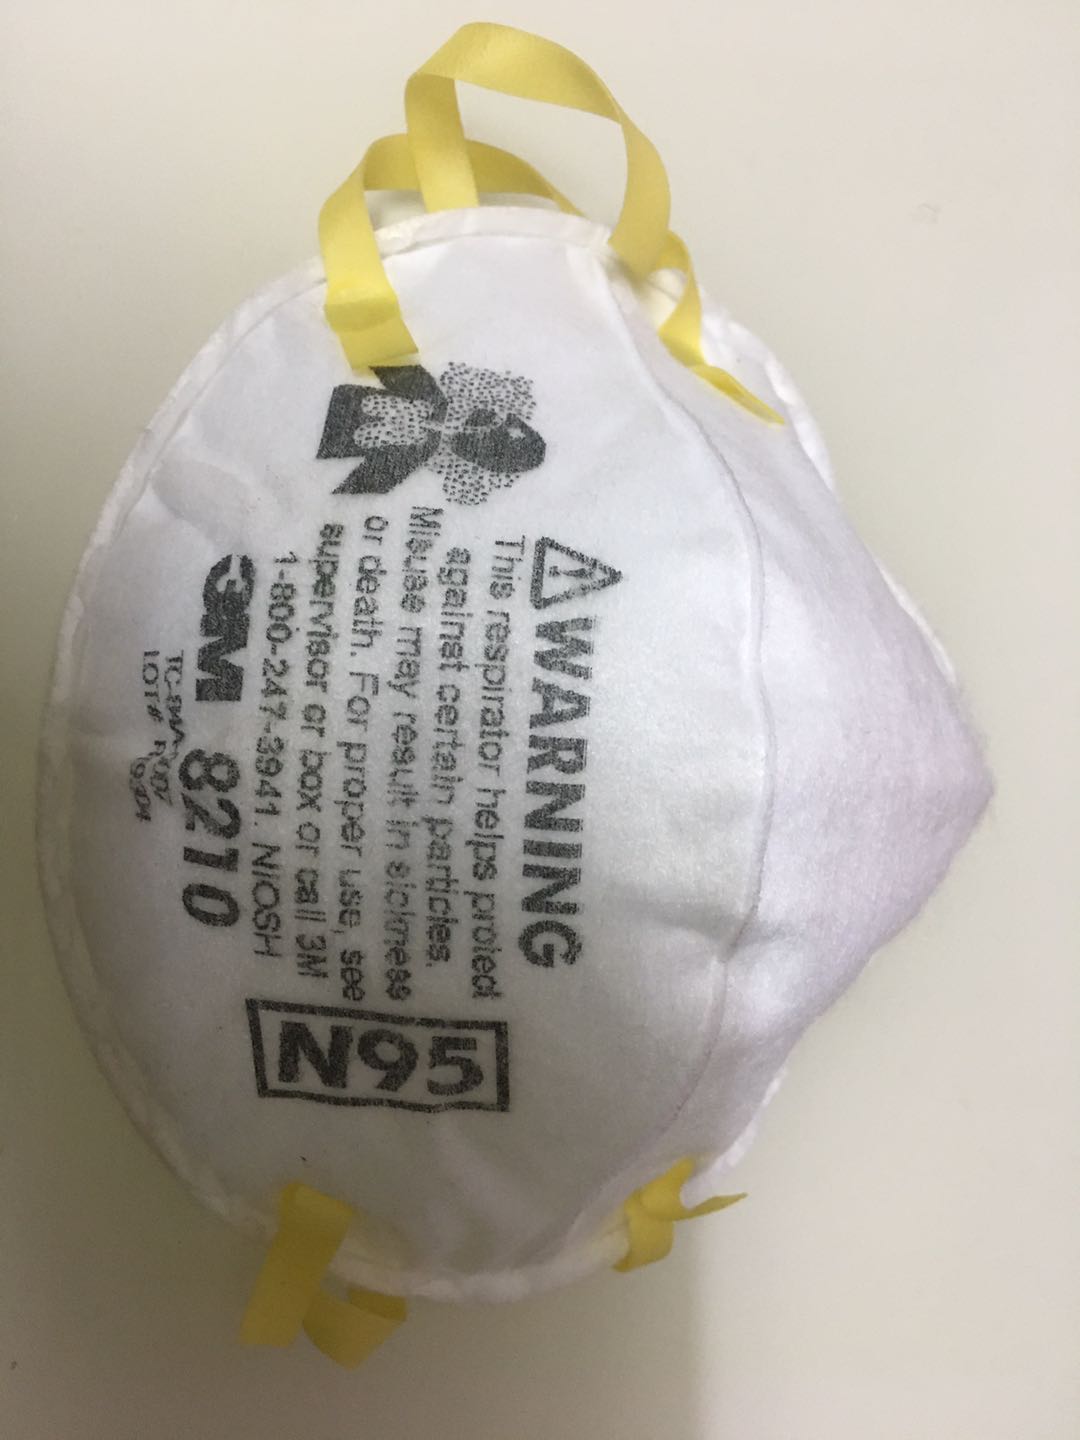 WARNING
This respirator helps protect
against certain particles.
Misuse may result in sickness
or death. For proper use, see
supervisor or box or call 3M
1-800-247-3941. NIOSH
N95
3M 8210
LOT#